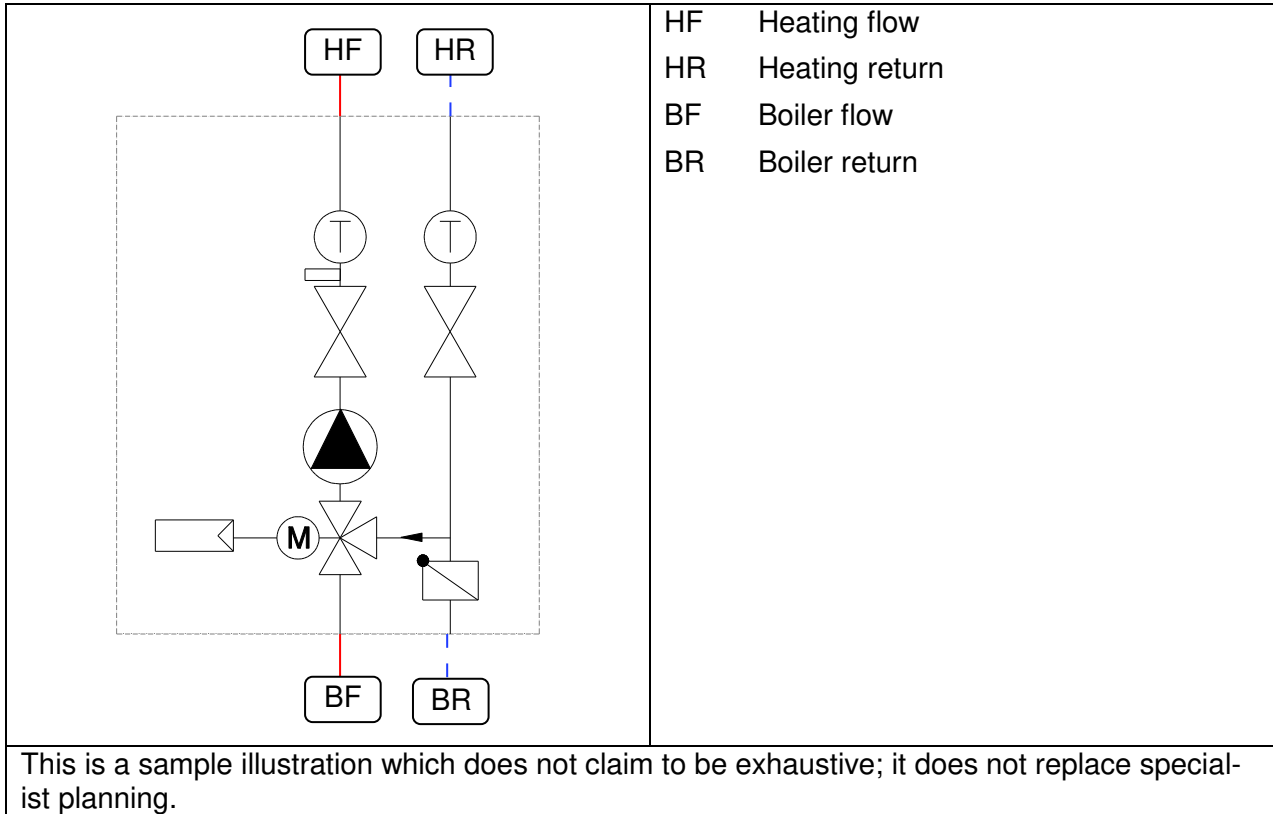 HF HR
T T
M
BF BR
HF Heating flow
HR Heating return
BF Boiler flow
BR Boiler return
This is a sample illustration which does not claim to be exhaustive; it does not replace special-
ist planning.